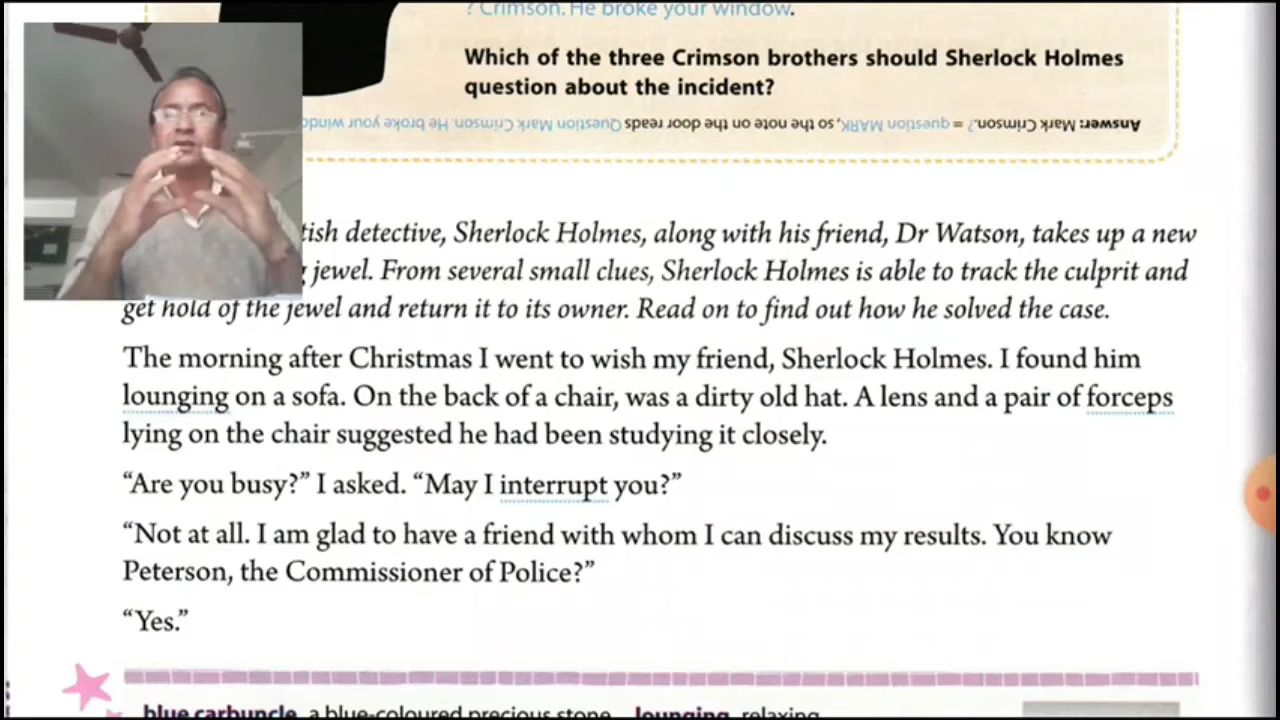 ? Crimson. He broke your window.
Which of the three Crimson brothers should Sherlock Holmes
question about the incident?
Answer: Mark Crimson. ? = question MARK, so the note on the door reads Question Mark Crimson. He broke your
tish detective, Sherlock Holmes, along with his friend, Dr Watson, takes up a new
jewel. From several small clues, Sherlock Holmes is able to track the culprit and
get hold of the jewel and return it to its owner. Read on to find out how he solved the case.
The morning after Christmas I went to wish my friend, Sherlock Holmes. I found him
lounging on a sofa. On the back of a chair, was a dirty old hat. A lens and a pair of forceps
lying on the chair suggested he had been studying it closely.
“Are you busy?” I asked. “May I interrupt you?”
“Not at all. I am glad to have a friend with whom I can discuss my results. You know
Peterson, the Commissioner of Police?”
“Yes.”
blue carbuncle a blue-coloured precious stone lounging relaxing